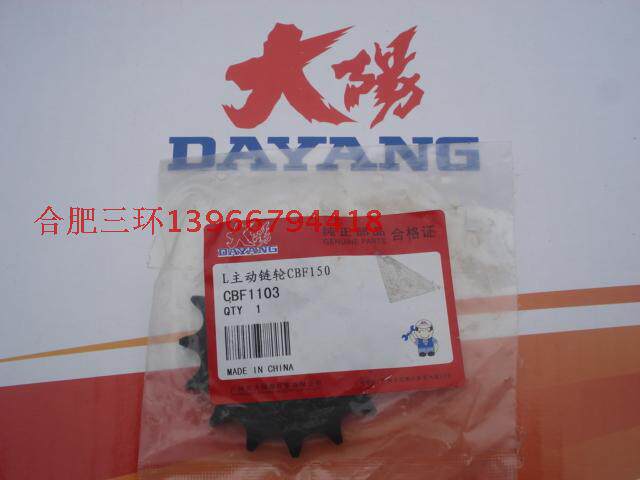 大陽
DAYANG
合肥三环13966794418
大陽
DAYANG
純正部品 合格证
GENUINE PARTS
L主动链轮CBF150
CBF1103
QTY 1
MADE IN CHINA